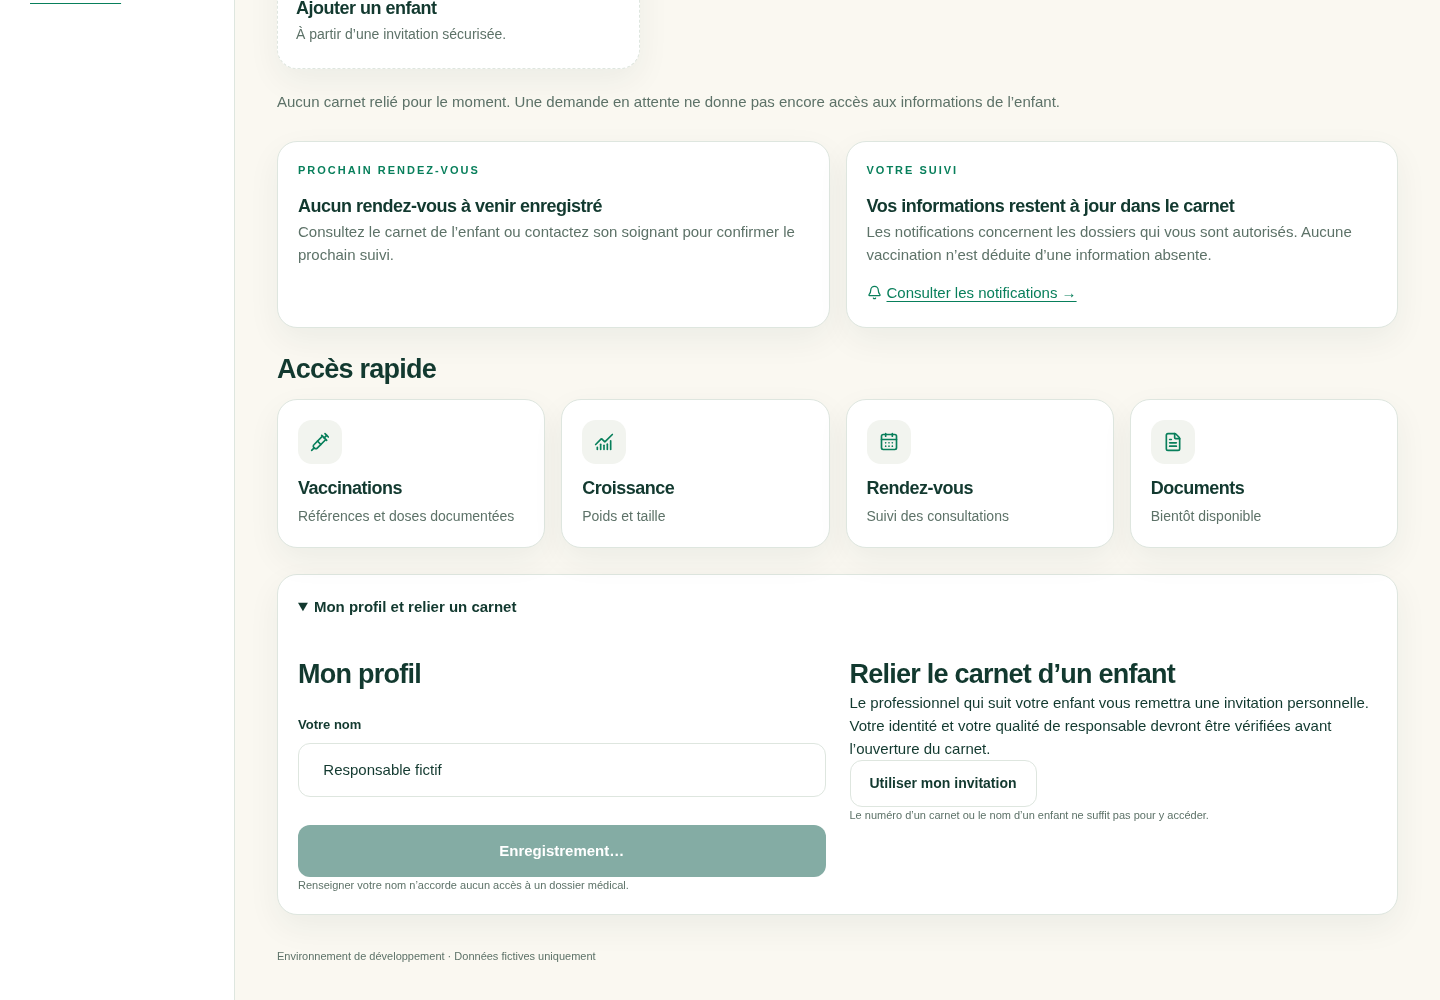 Ajouter un enfant
À partir d’une invitation sécurisée.
Aucun carnet relié pour le moment. Une demande en attente ne donne pas encore accès aux informations de l’enfant.
PROCHAIN RENDEZ-VOUS
Aucun rendez-vous à venir enregistré
Consultez le carnet de l’enfant ou contactez son soignant pour confirmer le
prochain suivi.
VOTRE SUIVI
Vos informations restent à jour dans le carnet
Les notifications concernent les dossiers qui vous sont autorisés. Aucune
vaccination n’est déduite d’une information absente.
Consulter les notifications →
Accès rapide
Vaccinations
Références et doses documentées
Croissance
Poids et taille
Rendez-vous
Suivi des consultations
Documents
Bientôt disponible
▼ Mon profil et relier un carnet
Mon profil
Votre nom
Responsable fictif
Enregistrement…
Renseigner votre nom n’accorde aucun accès à un dossier médical.
Relier le carnet d’un enfant
Le professionnel qui suit votre enfant vous remettra une invitation personnelle.
Votre identité et votre qualité de responsable devront être vérifiées avant
l’ouverture du carnet.
Utiliser mon invitation
Le numéro d’un carnet ou le nom d’un enfant ne suffit pas pour y accéder.
Environnement de développement · Données fictives uniquement